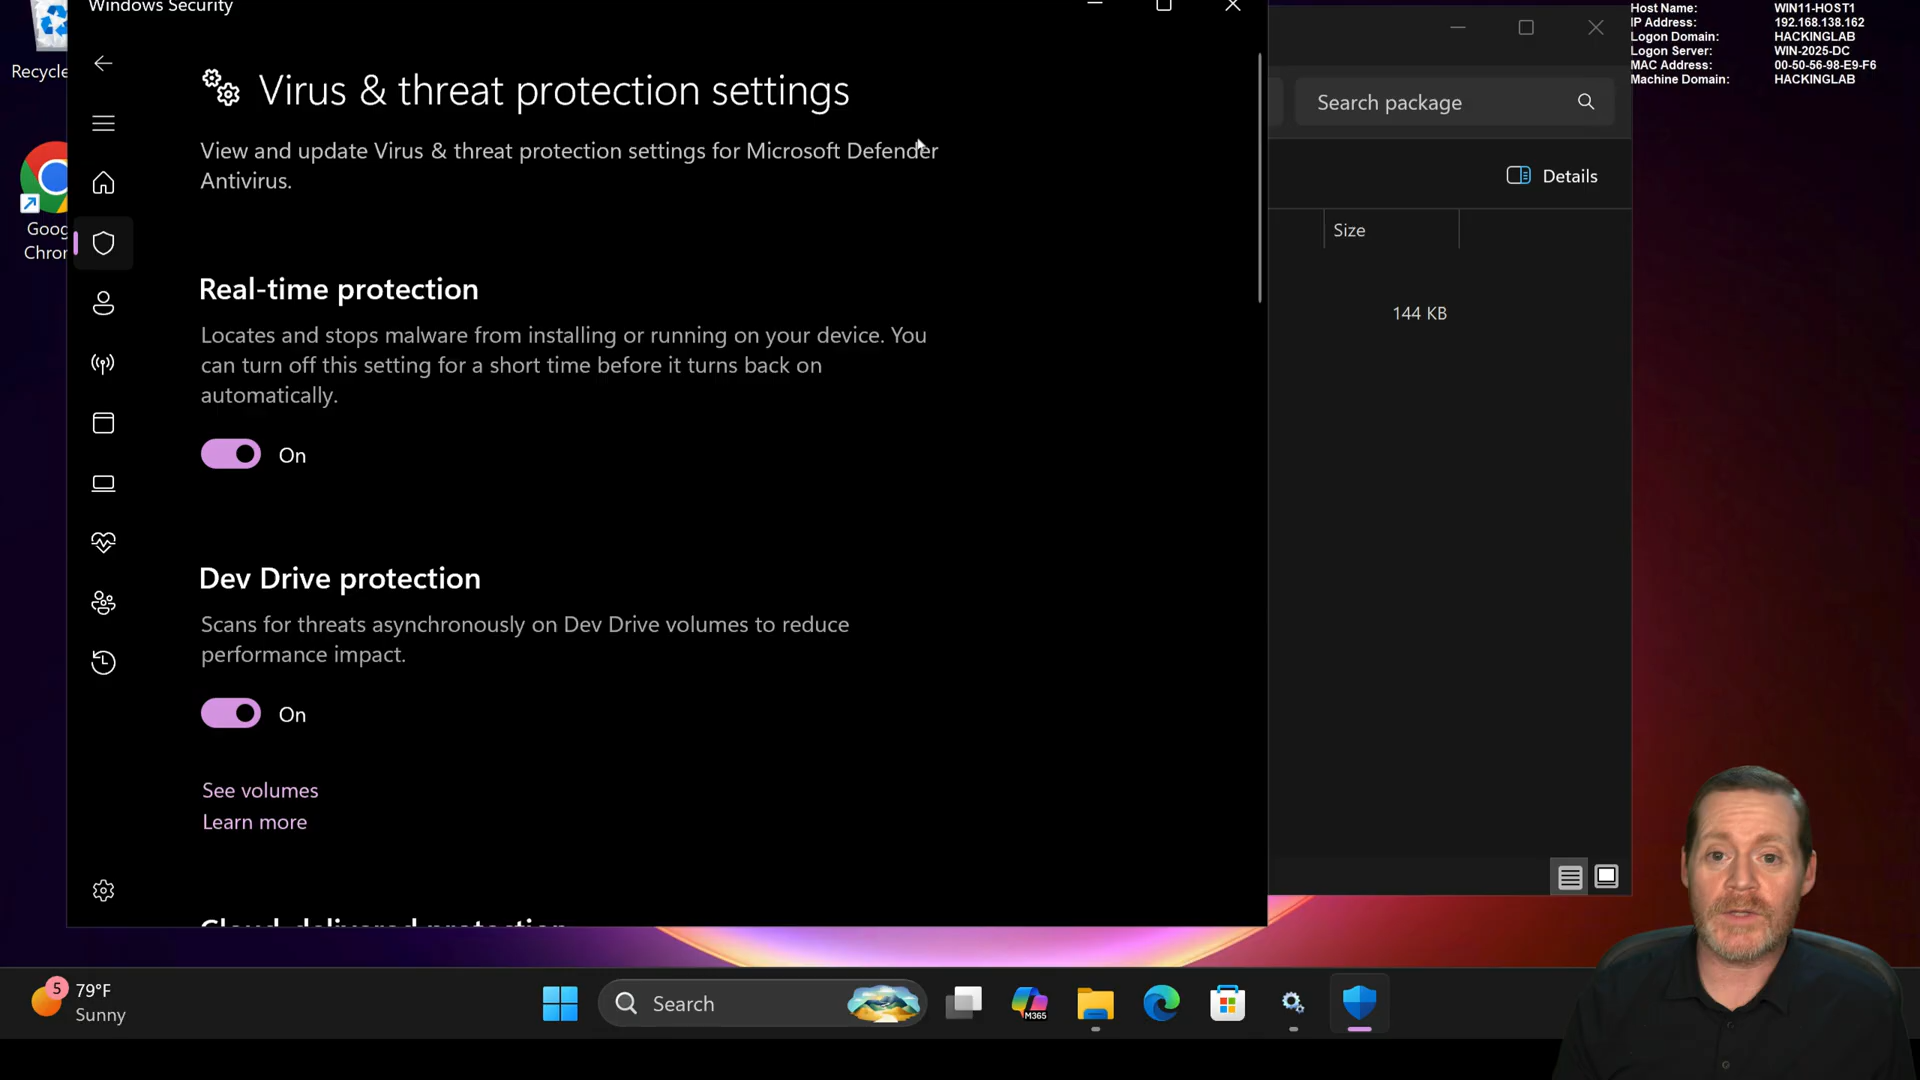 Windows Security
Host Name: WIN11-HOST1
IP Address: 192.168.138.162
Logon Domain: HACKINGLAB
Logon Server: WIN-2025-DC
MAC Address: 00-50-56-98-E9-F6
Machine Domain: HACKINGLAB
Recycle
Goog
Chron
Virus & threat protection settings
View and update Virus & threat protection settings for Microsoft Defender
Antivirus.
Real-time protection
Locates and stops malware from installing or running on your device. You
can turn off this setting for a short time before it turns back on
automatically.
On
Dev Drive protection
Scans for threats asynchronously on Dev Drive volumes to reduce
performance impact.
On
See volumes
Learn more
Cloud-delivered protection
Search package
Details
Size
144 KB
5
79°F
Sunny
Search
M365